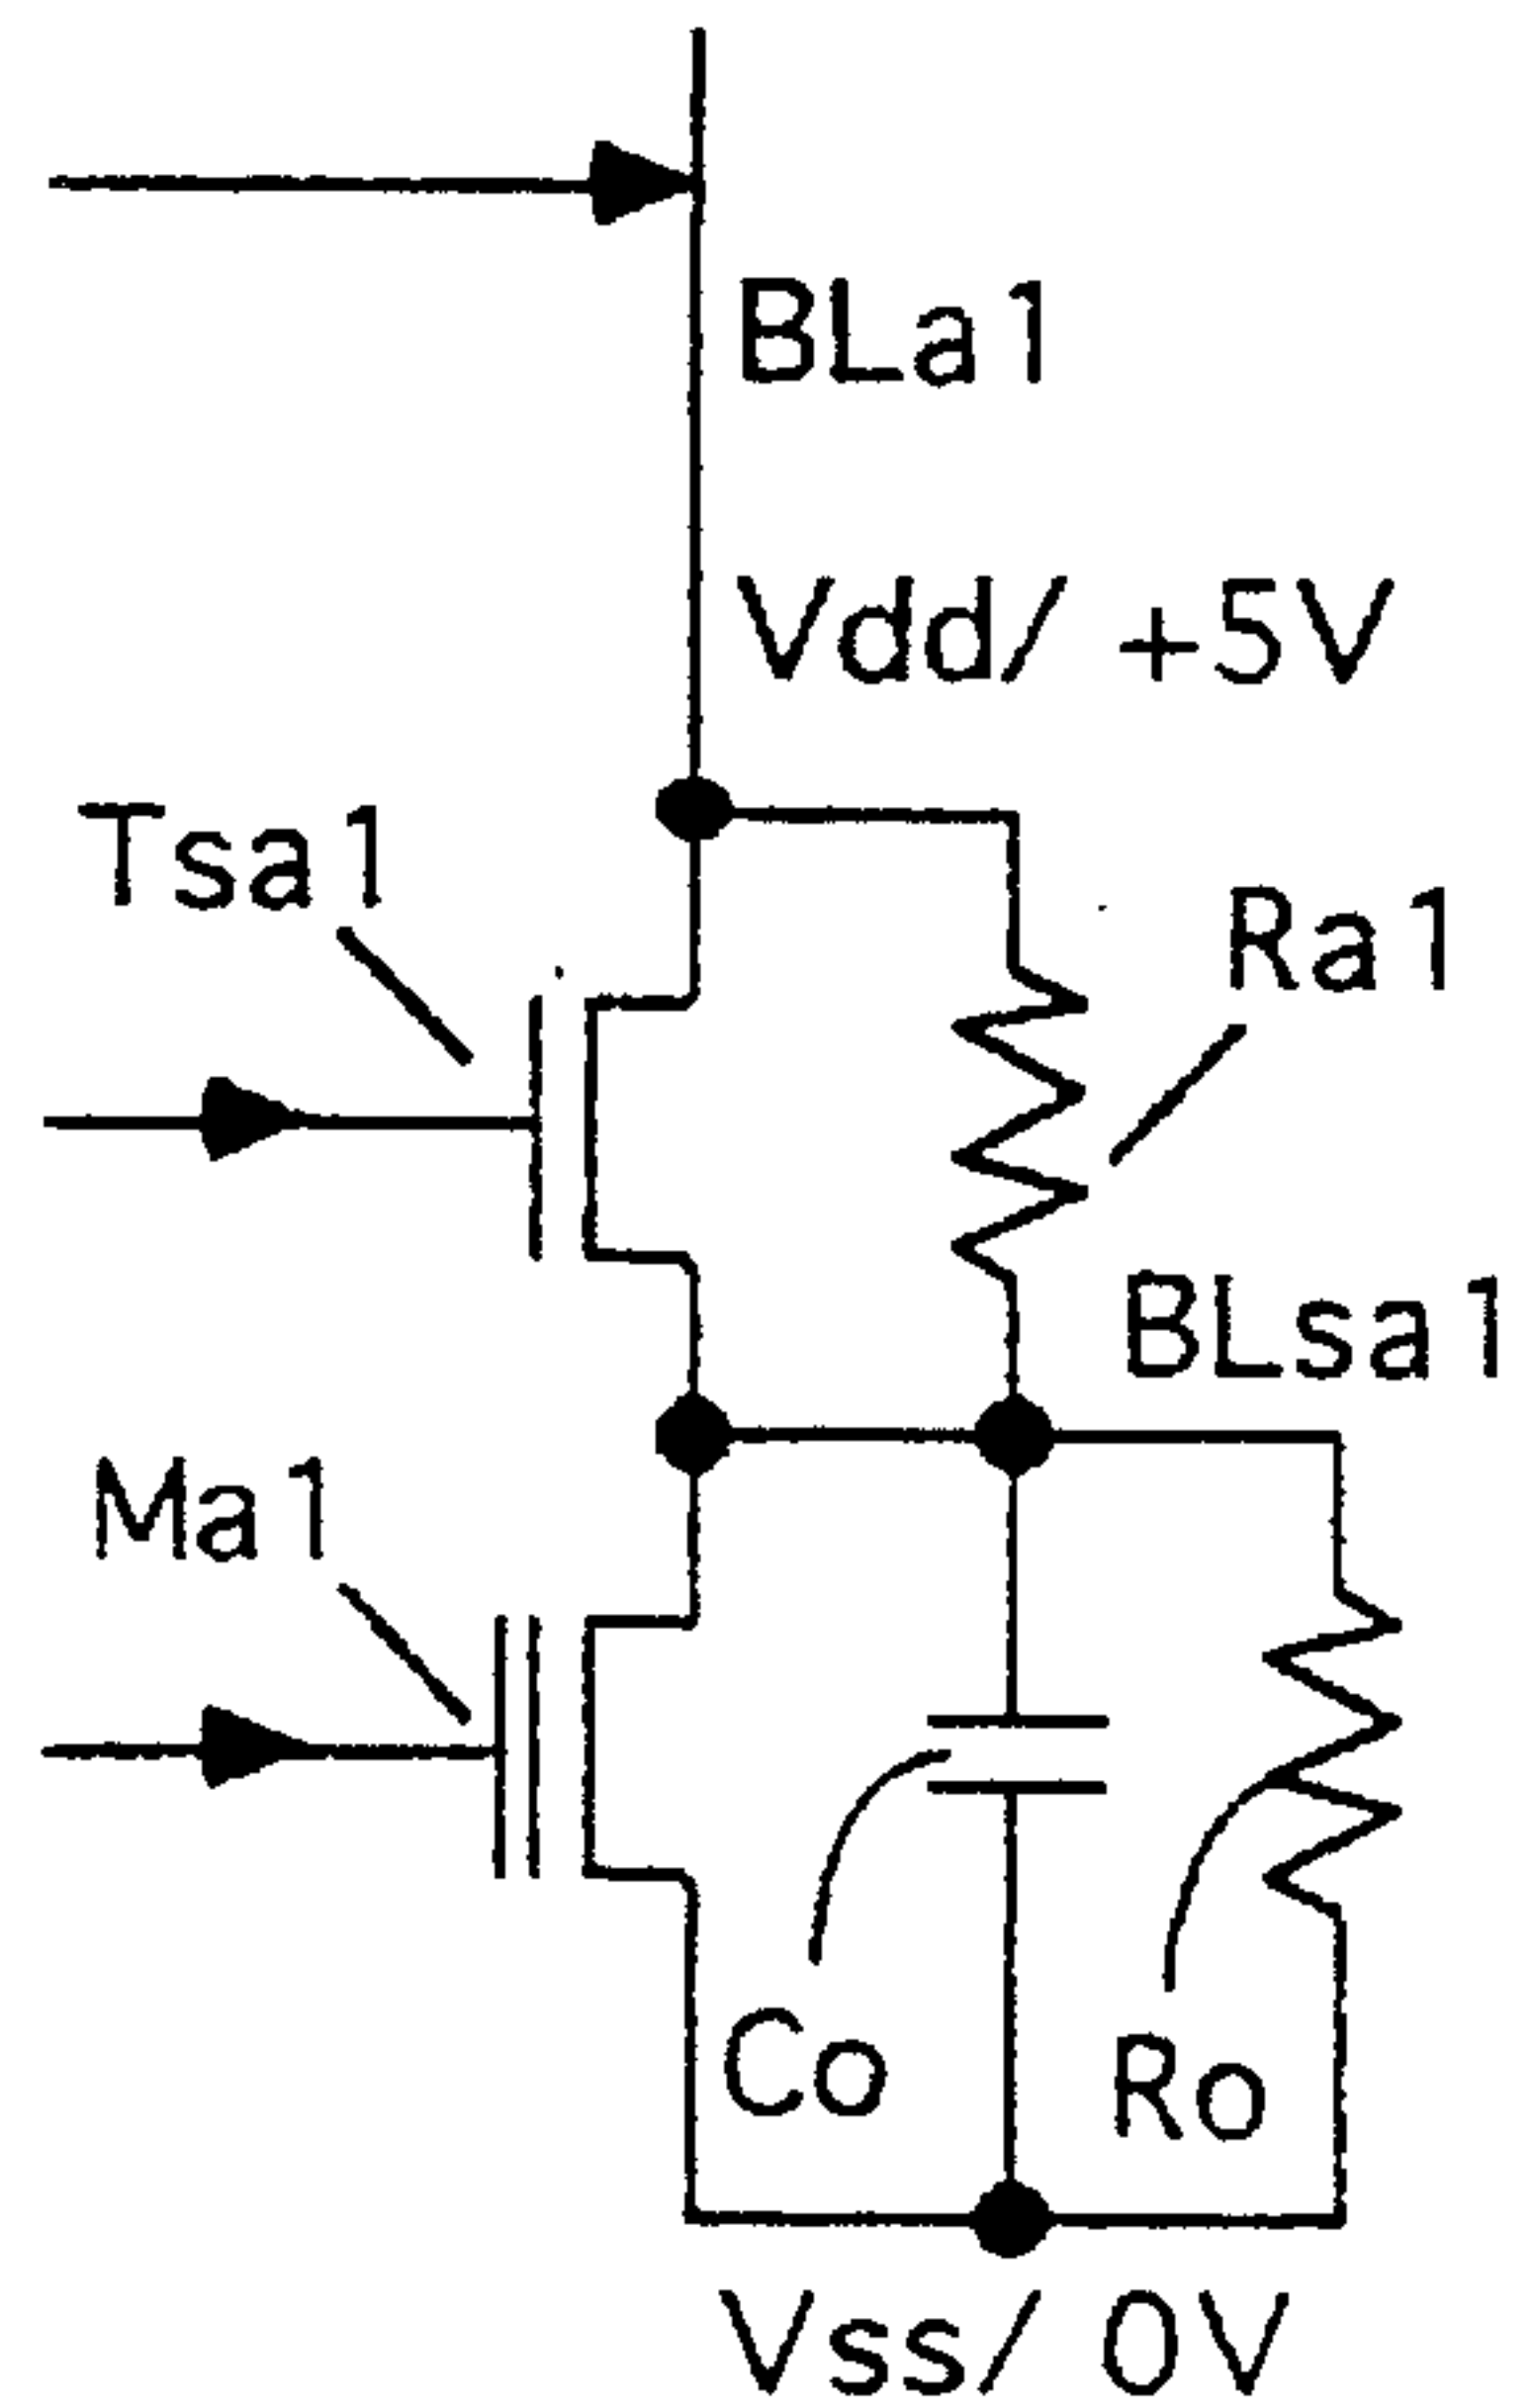 BLa1
Vdd/ +5V
Tsa1
Ra1
BLsa1
Ma1
Co
Ro
Vss/ 0V